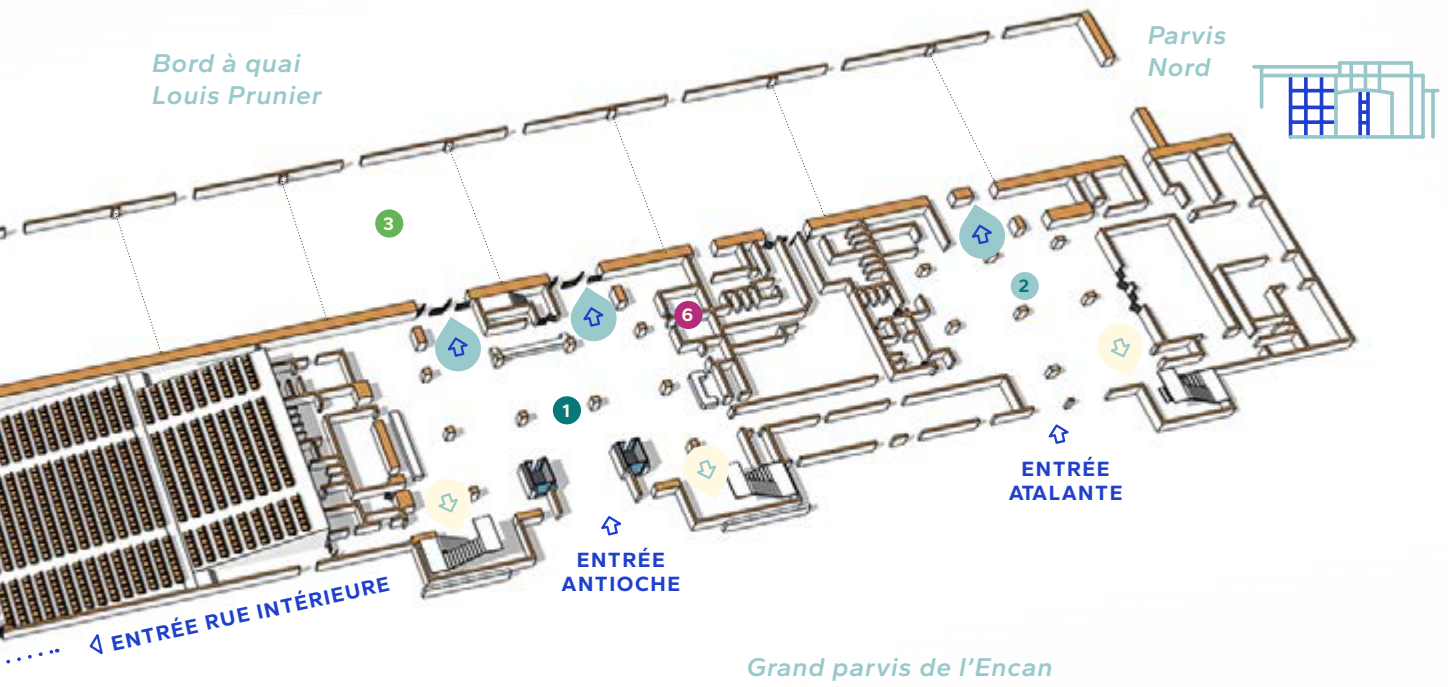 Bord à quai
Louis Prunier
Parvis
Nord
3
2
6
1
ENTRÉE
ATALANTE
ENTRÉE
ANTIOCHE
ENTRÉE RUE INTÉRIEURE
Grand parvis de l'Encan